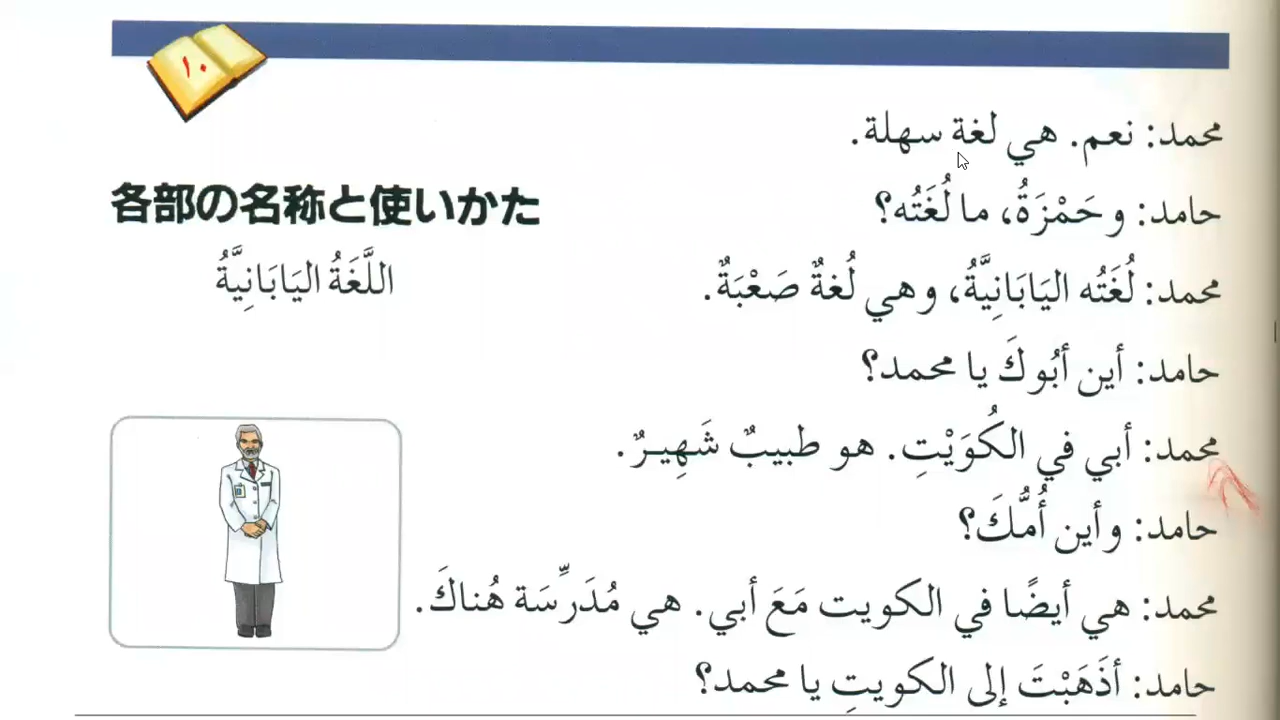 ١٠
محمد: نعم. هي لغة سهلة.
حامد: وحَمْزَةُ، ما لُغَتُه؟
محمد: لُغَتُه اليَابَانِيَّةُ، وهي لُغةٌ صَعْبَةٌ.
حامد: أين أبُوكَ يا محمد؟
محمد: أبي في الكُوَيْتِ. هو طبيبٌ شَهِيـرٌ.
حامد: وأين أُمُّكَ؟
محمد: هي أيضًا في الكويت مَعَ أبي. هي مُدَرِّسَة هُناكَ.
حامد: أذَهَبْتَ إلى الكويتِ يا محمد؟
各部の名称と使いかた
اللَّغَةُ اليَابَانِيَّةُ